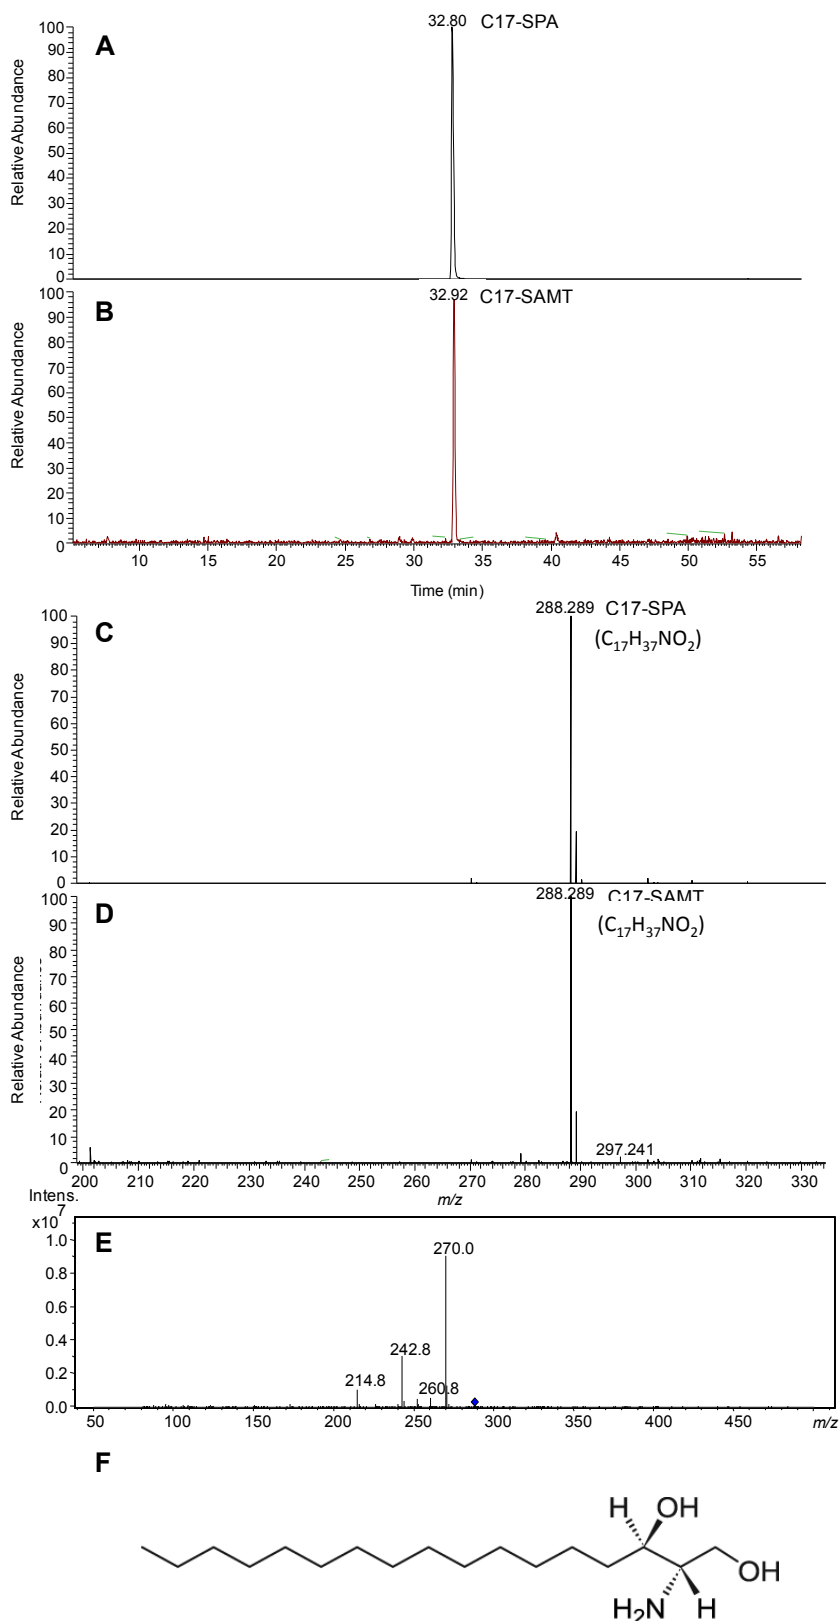 32.80 C17-SPA
A
100
90
80
70
60
50
40
30
20
10
0
Relative Abundance
32.92 C17-SAMT
B
100
90
80
70
60
50
40
30
20
10
0
Relative Abundance
10 15 20 25 30 35 40 45 50 55
Time (min)
288.289 C17-SPA
(C17H37NO2)
C
100
90
80
70
60
50
40
30
20
10
0
Relative Abundance
288.289 C17-SAMT
(C17H37NO2)
D
100
90
80
70
60
50
40
30
20
10
0
Relative Abundance
297.241
200 210 220 230 240 250 260 270 280 290 300 310 320 330
m/z
Intens.
x10^7
E
1.0
0.8
0.6
0.4
0.2
0.0
270.0
242.8
214.8
260.8
50 100 150 200 250 300 350 400 450 m/z
F
H OH
OH
H2N H